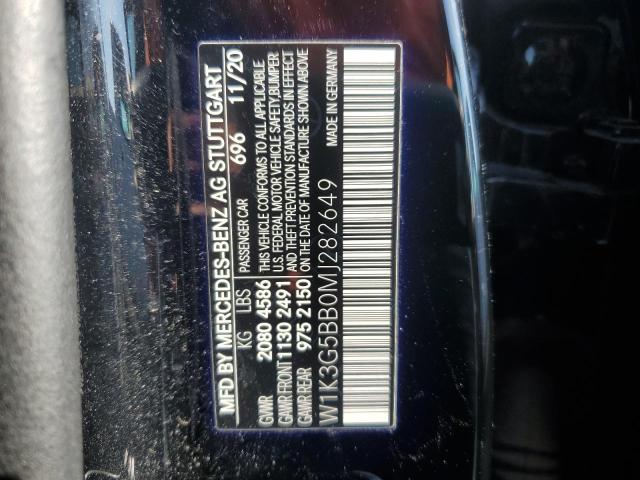 MFD BY MERCEDES-BENZ AG STUTTGART
696 11/20
KG LBS PASSENGER CAR
GWR 2080 4586 THIS VEHICLE CONFORMS TO ALL APPLICABLE
GAWR FRONT 1130 2491 U.S. FEDERAL MOTOR VEHICLE SAFETY, BUMPER
GAWR REAR 975 2150 AND THEFT PREVENTION STANDARDS IN EFFECT
ON THE DATE OF MANUFACTURE SHOWN ABOVE
W1K3G5BB0MJ282649 MADE IN GERMANY